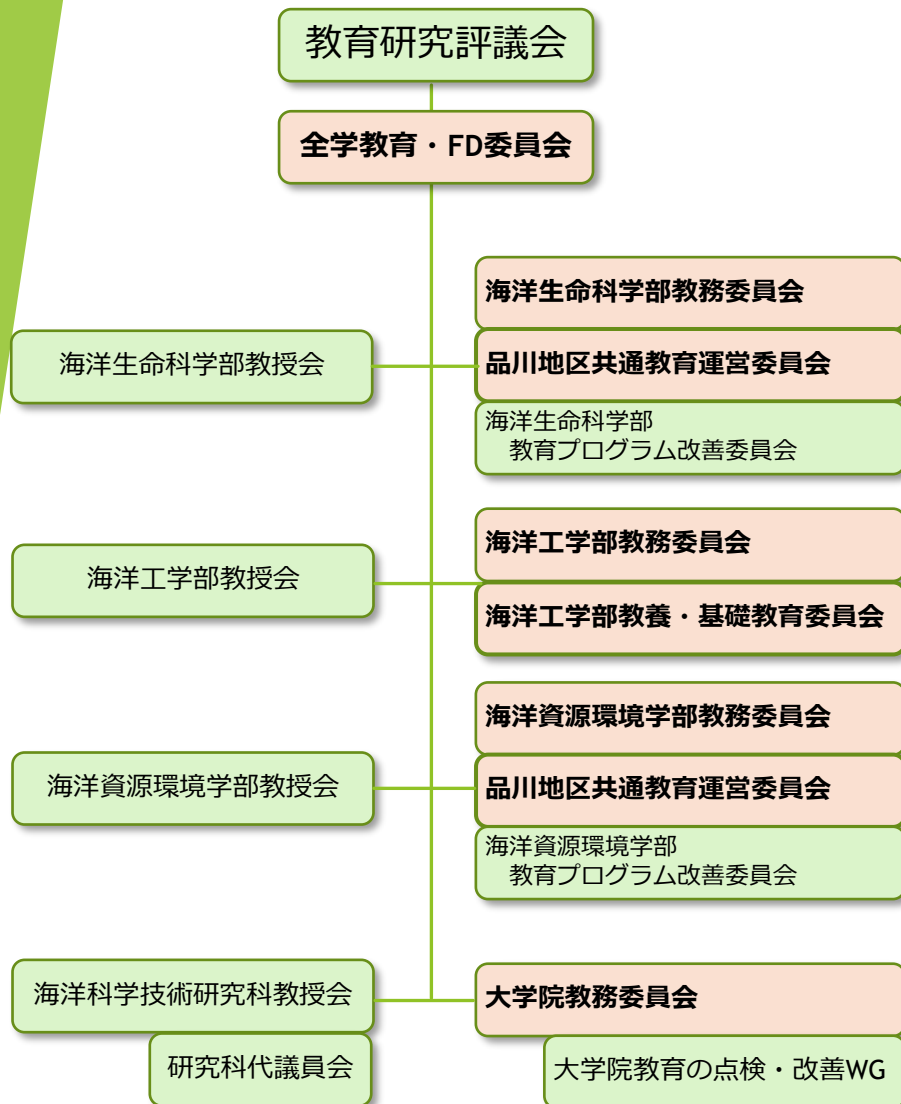 教育研究評議会
全学教育・FD委員会
海洋生命科学部教授会
海洋生命科学部教務委員会
品川地区共通教育運営委員会
海洋生命科学部
教育プログラム改善委員会
海洋工学部教授会
海洋工学部教務委員会
海洋工学部教養・基礎教育委員会
海洋資源環境学部教授会
海洋資源環境学部教務委員会
品川地区共通教育運営委員会
海洋資源環境学部
教育プログラム改善委員会
海洋科学技術研究科教授会
研究科代議員会
大学院教務委員会
大学院教育の点検・改善WG